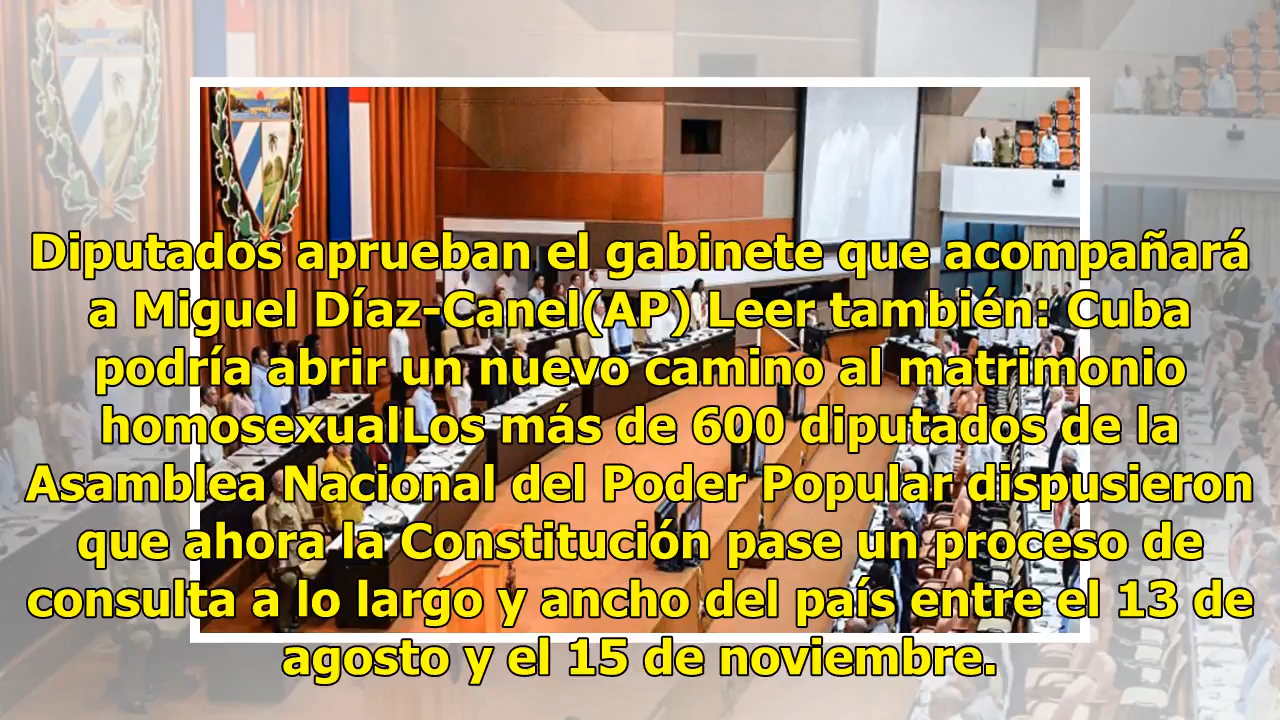 Diputados aprueban el gabinete que acompañará
a Miguel Díaz-Canel(AP) Leer también: Cuba
podría abrir un nuevo camino al matrimonio
homosexualLos más de 600 diputados de la
Asamblea Nacional del Poder Popular dispusieron
que ahora la Constitución pase un proceso de
consulta a lo largo y ancho del país entre el 13 de
agosto y el 15 de noviembre.